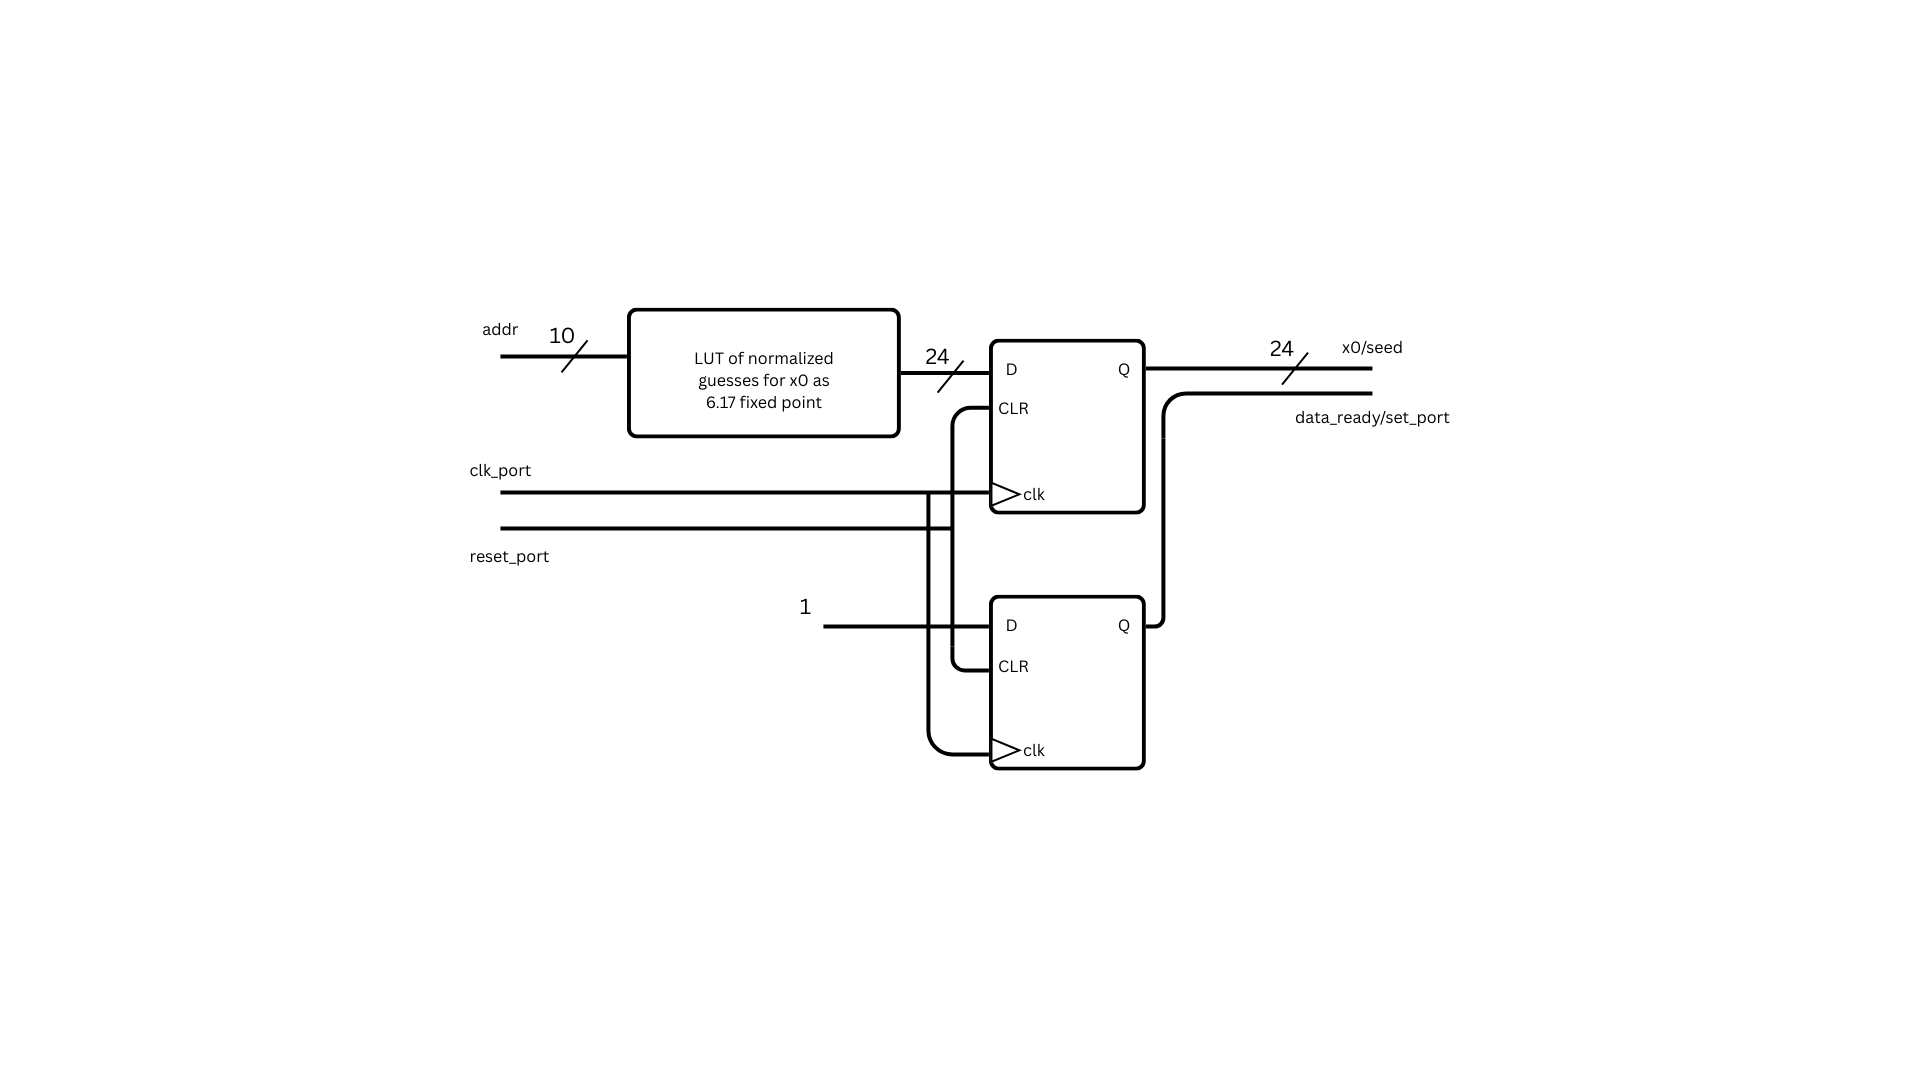 addr
10
LUT of normalized
guesses for x0 as
6.17 fixed point
24
D
Q
CLR
clk
24
x0/seed
data_ready/set_port
clk_port
reset_port
1
D
Q
CLR
clk